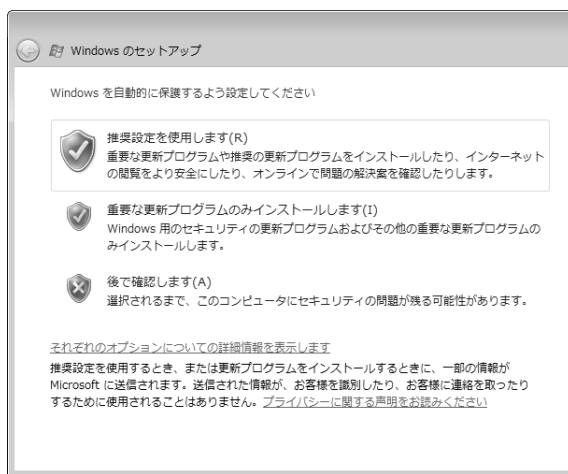 Windows のセットアップ
Windows を自動的に保護するよう設定してください
推奨設定を使用します(R)
重要な更新プログラムや推奨の更新プログラムをインストールしたり、インターネット
の閲覧をより安全にしたり、オンラインで問題の解決案を確認したりします。
重要な更新プログラムのみインストールします(I)
Windows 用のセキュリティの更新プログラムおよびその他の重要な更新プログラムの
みインストールします。
後で確認します(A)
選択されるまで、このコンピュータにセキュリティの問題が残る可能性があります。
それぞれのオプションについての詳細情報を表示します
推奨設定を使用するとき、または更新プログラムをインストールするときに、一部の情報が
Microsoft に送信されます。送信された情報が、お客様を識別したり、お客様に連絡を取ったり
するために使用されることはありません。プライバシーに関する声明をお読みください